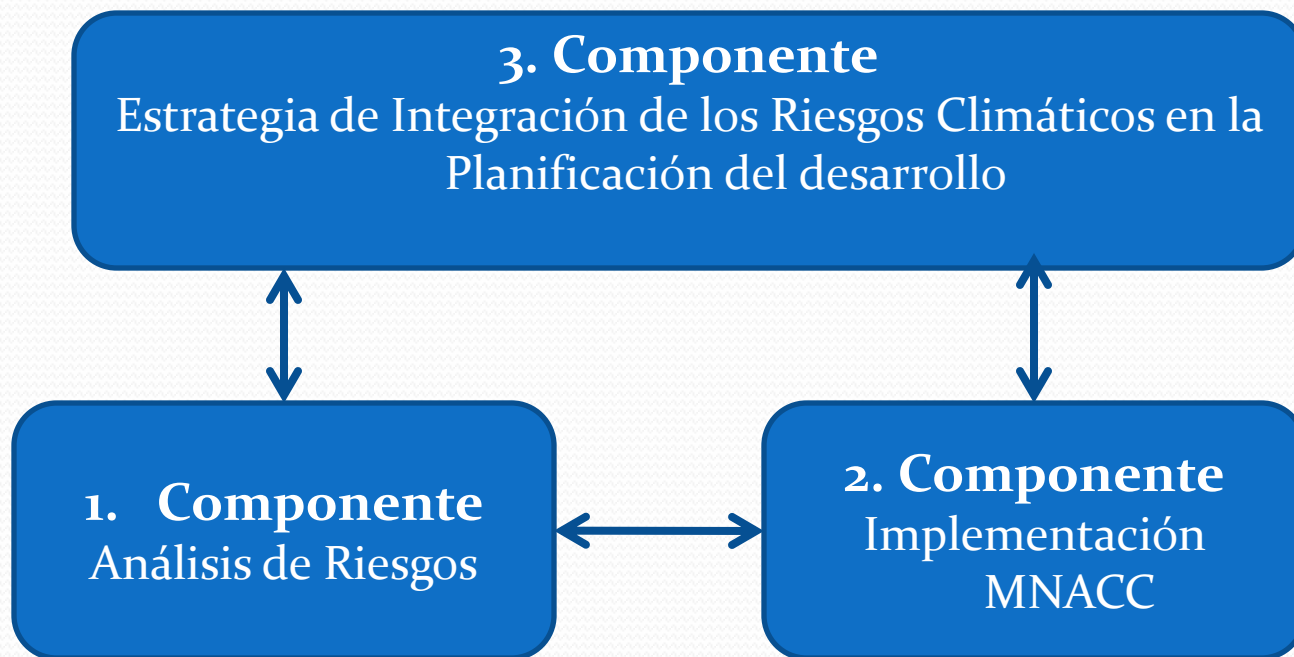 3. Componente
Estrategia de Integración de los Riesgos Climáticos en la
Planificación del desarrollo
1. Componente
Análisis de Riesgos
2. Componente
Implementación
MNACC